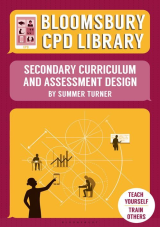 BLOOMSBURY
CPD LIBRARY
SECONDARY CURRICULUM
AND ASSESSMENT DESIGN
BY SUMMER TURNER
TEACH
YOURSELF
TRAIN
OTHERS